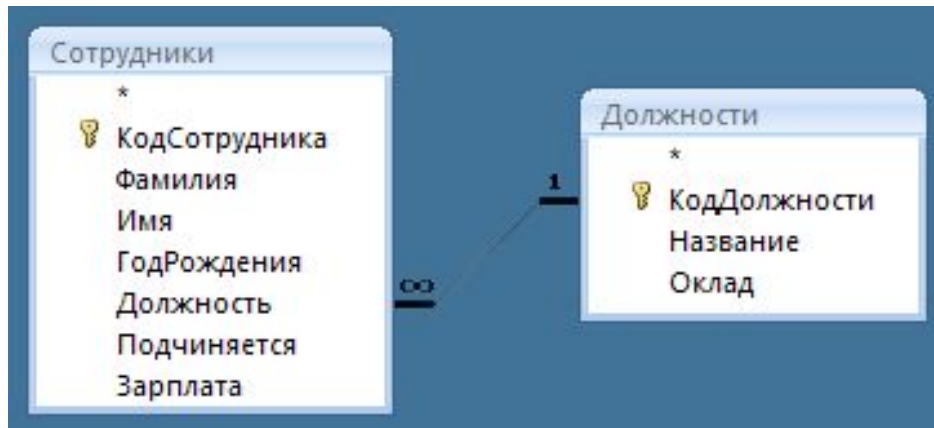 Сотрудники
*
КодСотрудника
Фамилия
Имя
ГодРождения
Должность
Подчиняется
Зарплата
∞
1
Должности
*
КодДолжности
Название
Оклад